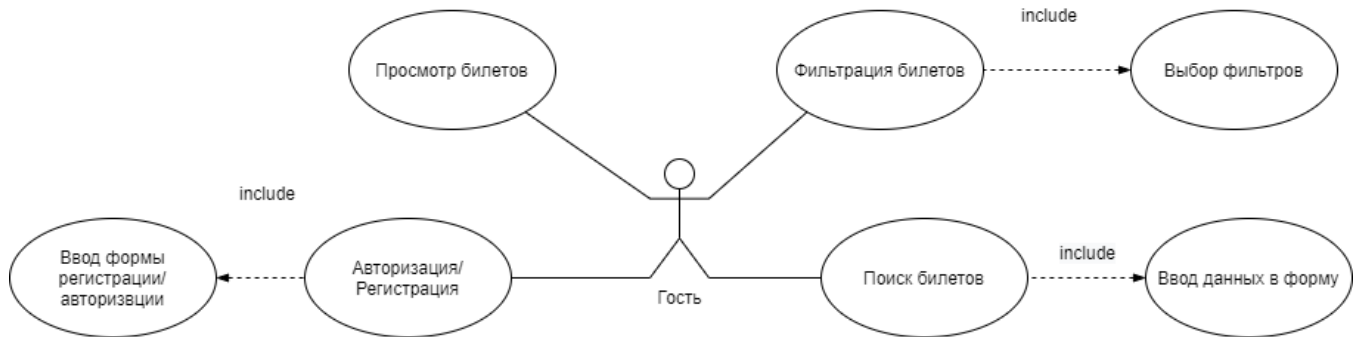 include
Просмотр билетов
Фильтрация билетов
Выбор фильтров
include
Ввод формы
регистрации/
авторизвции
Авторизация/
Регистрация
Гость
Поиск билетов
include
Ввод данных в форму